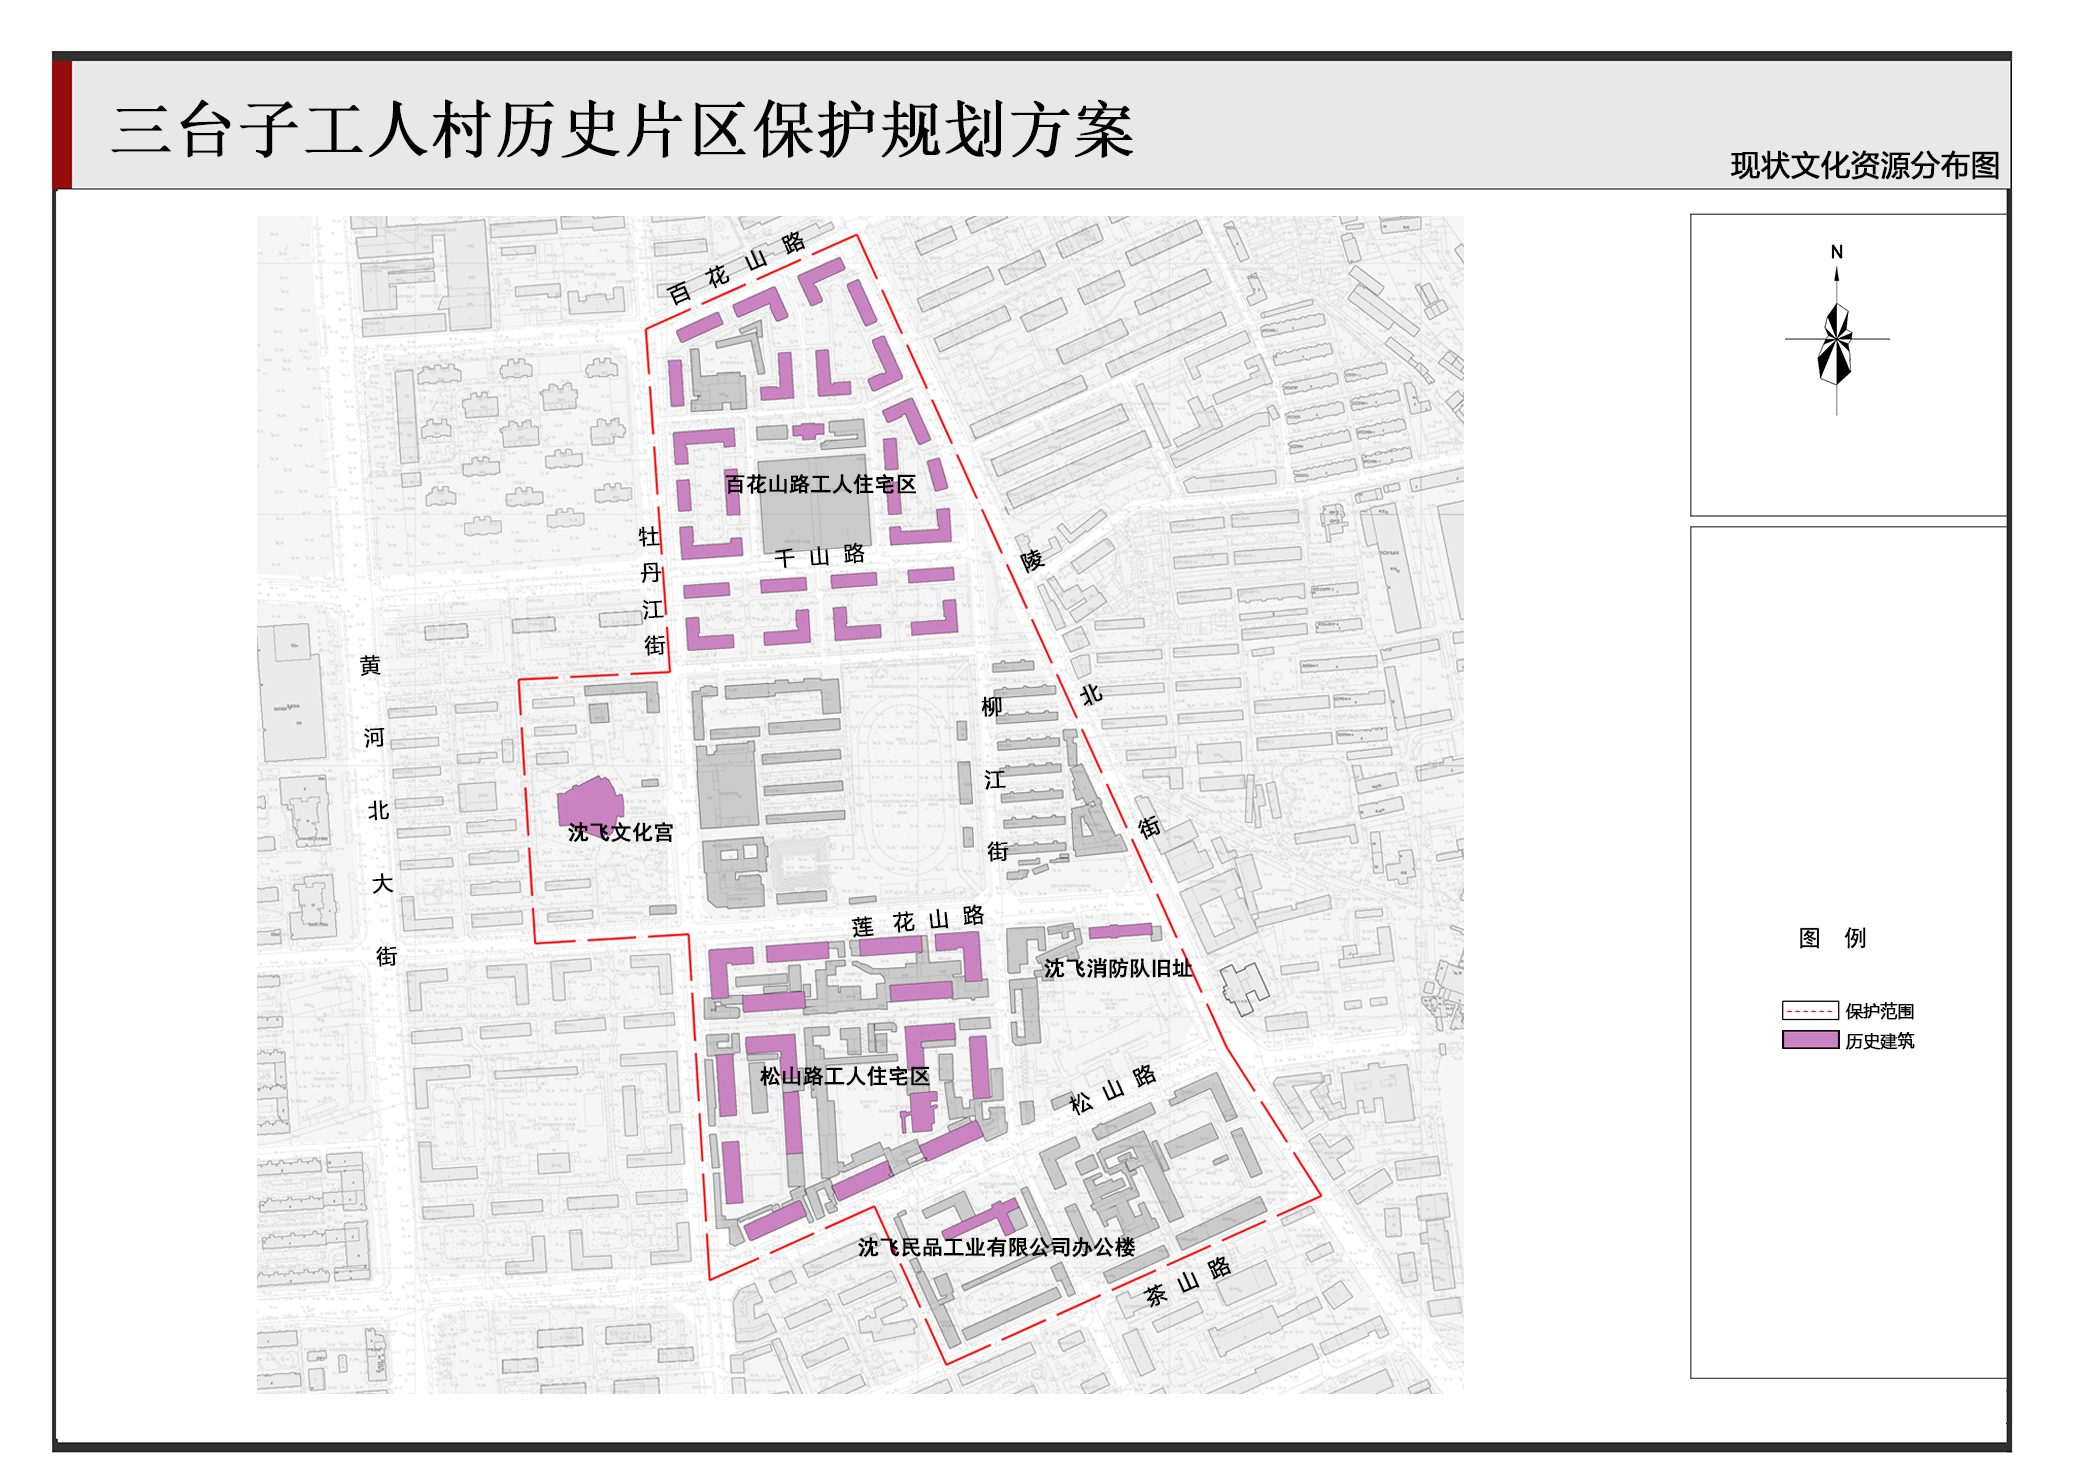 三台子工人村历史片区保护规划方案
现状文化资源分布图
N
百花山路
百花山路工人住宅区
牡丹江街
千山路
陵北街
黄河北大街
柳江街
沈飞文化宫
莲花山路
沈飞消防队旧址
图 例
保护范围
历史建筑
松山路工人住宅区
松山路
沈飞民品工业有限公司办公楼
茶山路